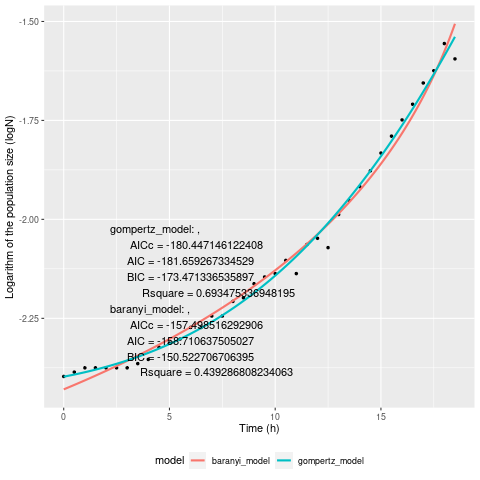 -1.50
-1.75
-2.00
-2.25
Logarithm of the population size (logN)
gompertz_model: ,
AICc = -180.447146122408
AIC = -181.659267334529
BIC = -173.471336535897
Rsquare = 0.693475336948195
baranyi_model: ,
AICc = -157.498516292906
AIC = -158.710637505027
BIC = -150.522706706395
Rsquare = 0.439286808234063
0 5 10 15
Time (h)
model baranyi_model gompertz_model